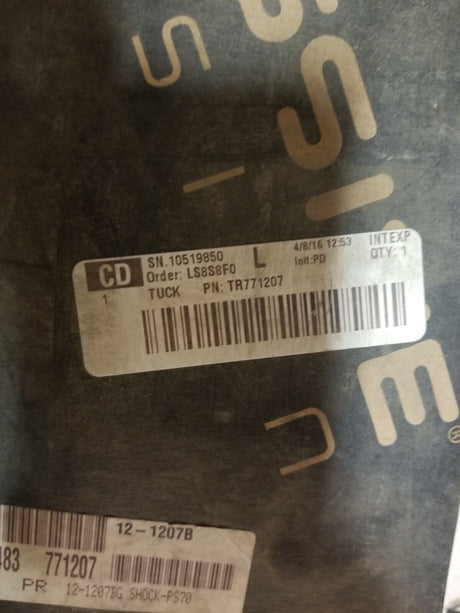 CD
SN.10519850
L
4/8/16 12:53
INTEXP
Order: LS8S8F0
Init:PD
QTY: 1
1
TUCK PN: TR771207
12-1207B
483 771207
PR 12-1207BG SHOCK-PS70